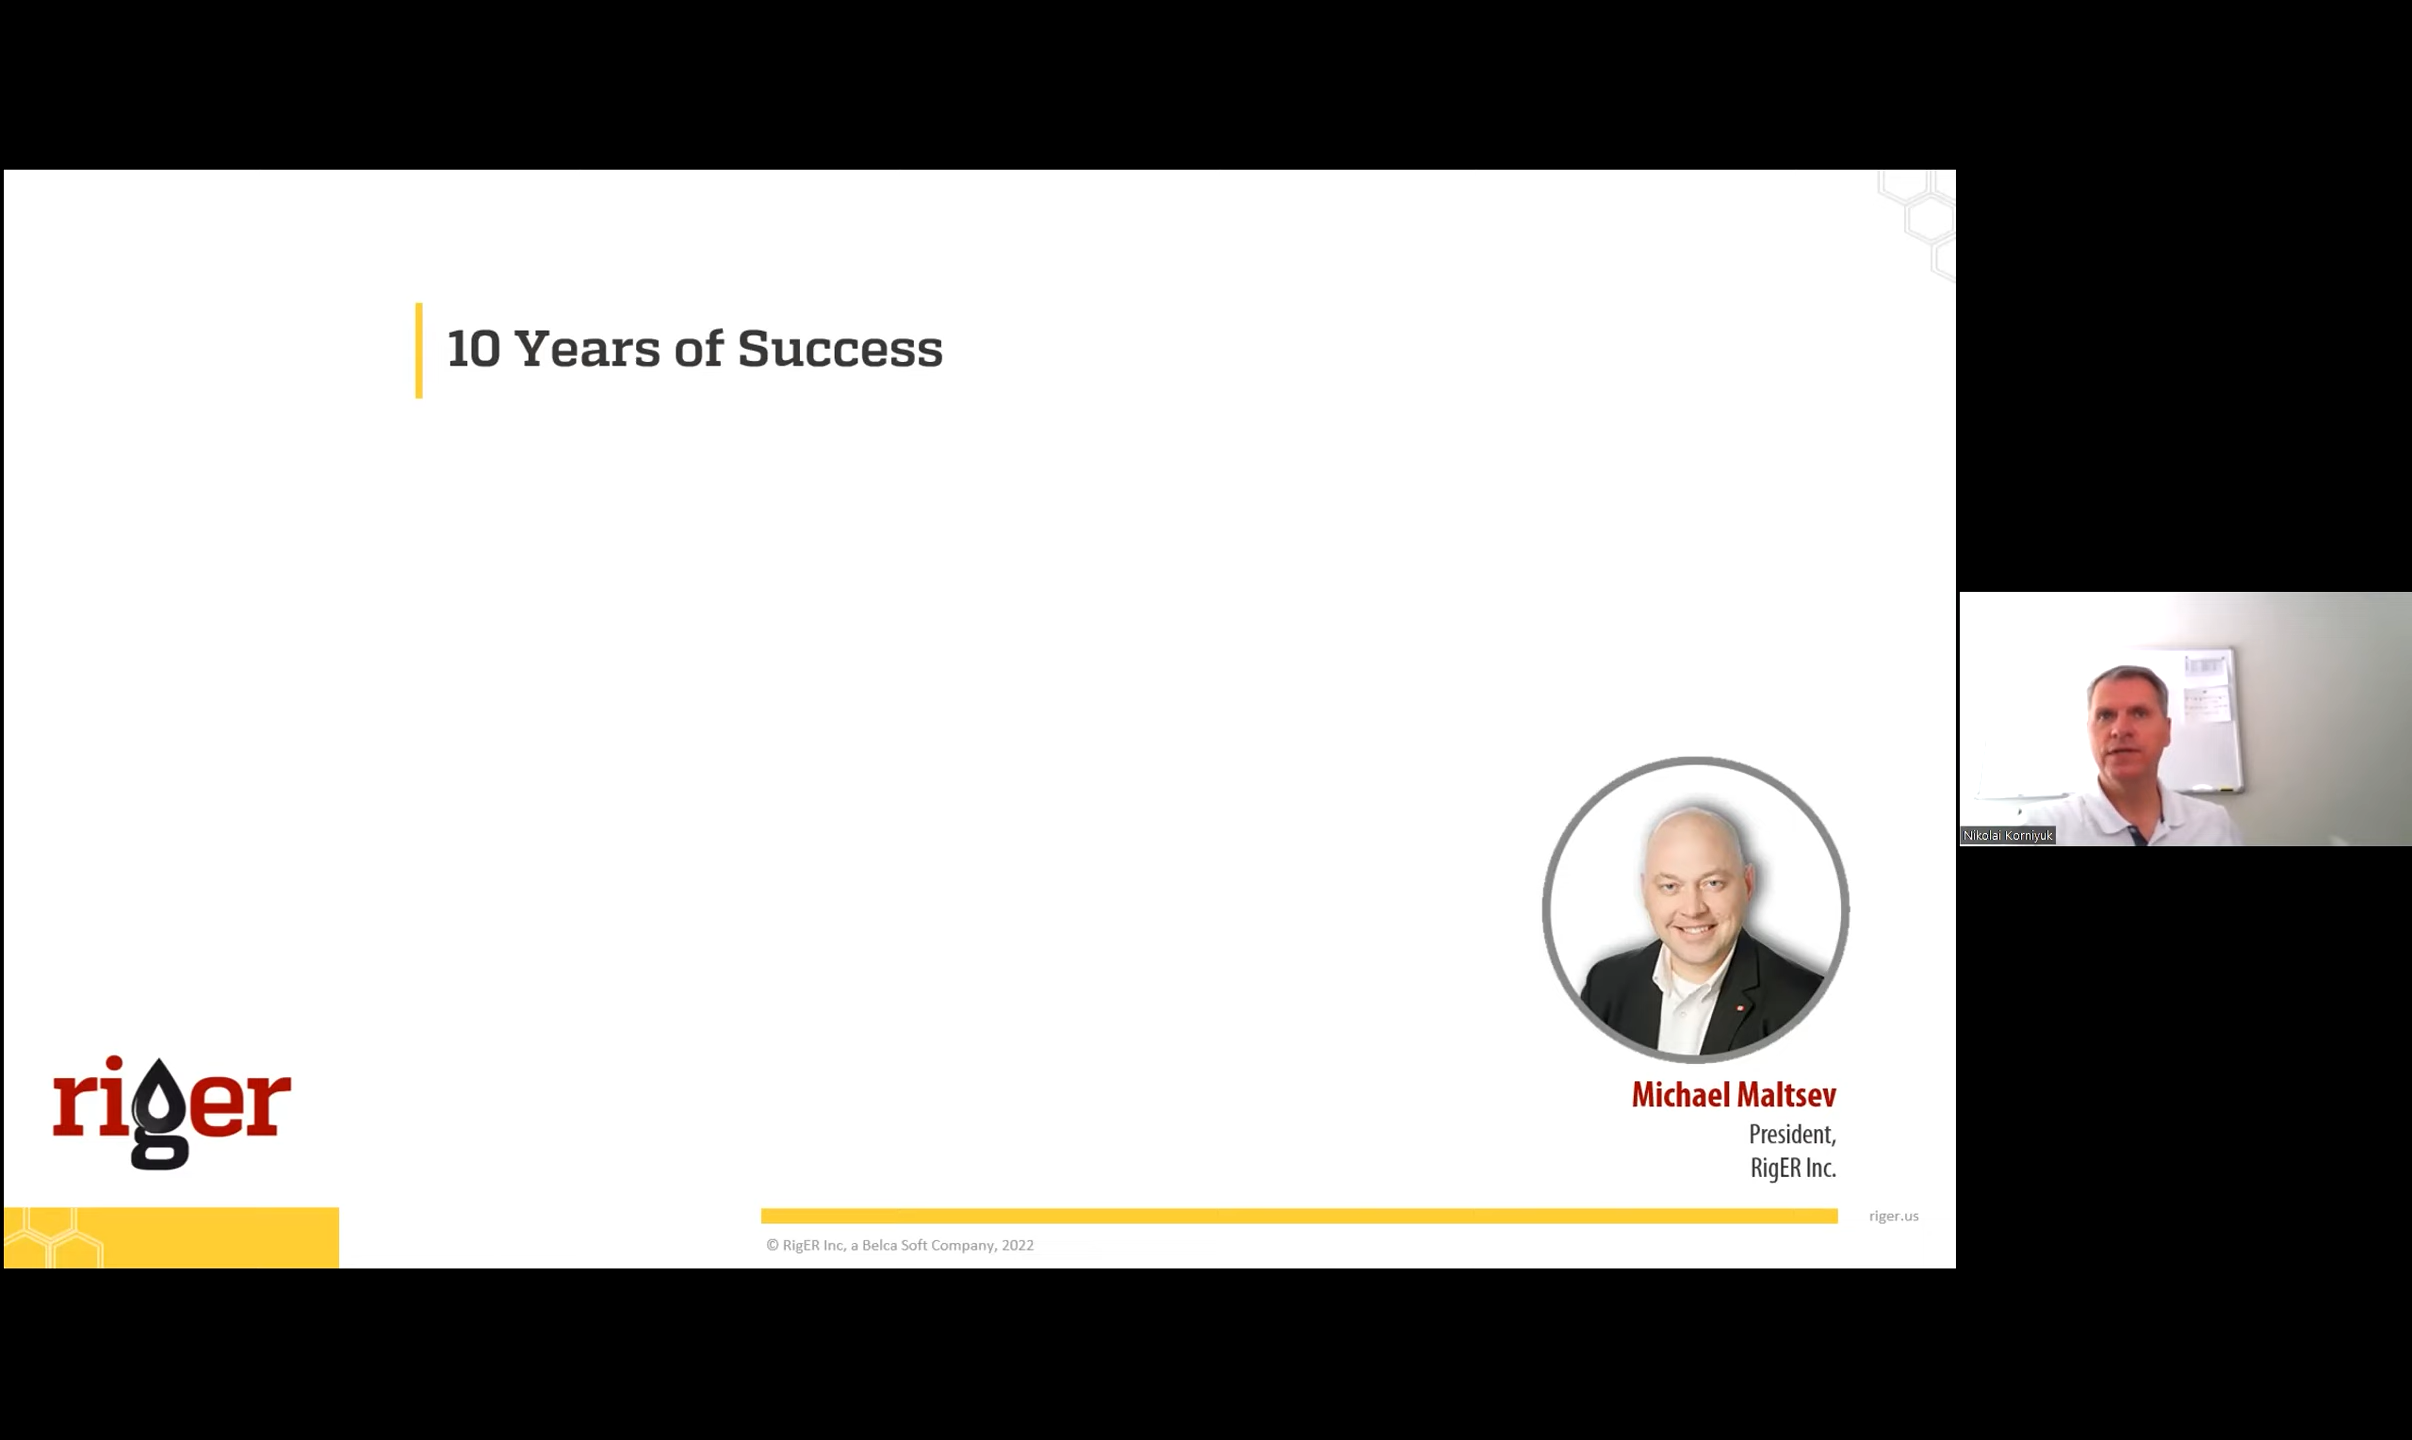 10 Years of Success
Nikolai Korniyuk
riger
Michael Maltsev
President,
RigER Inc.
riger.us
© RigER Inc, a Belca Soft Company, 2022